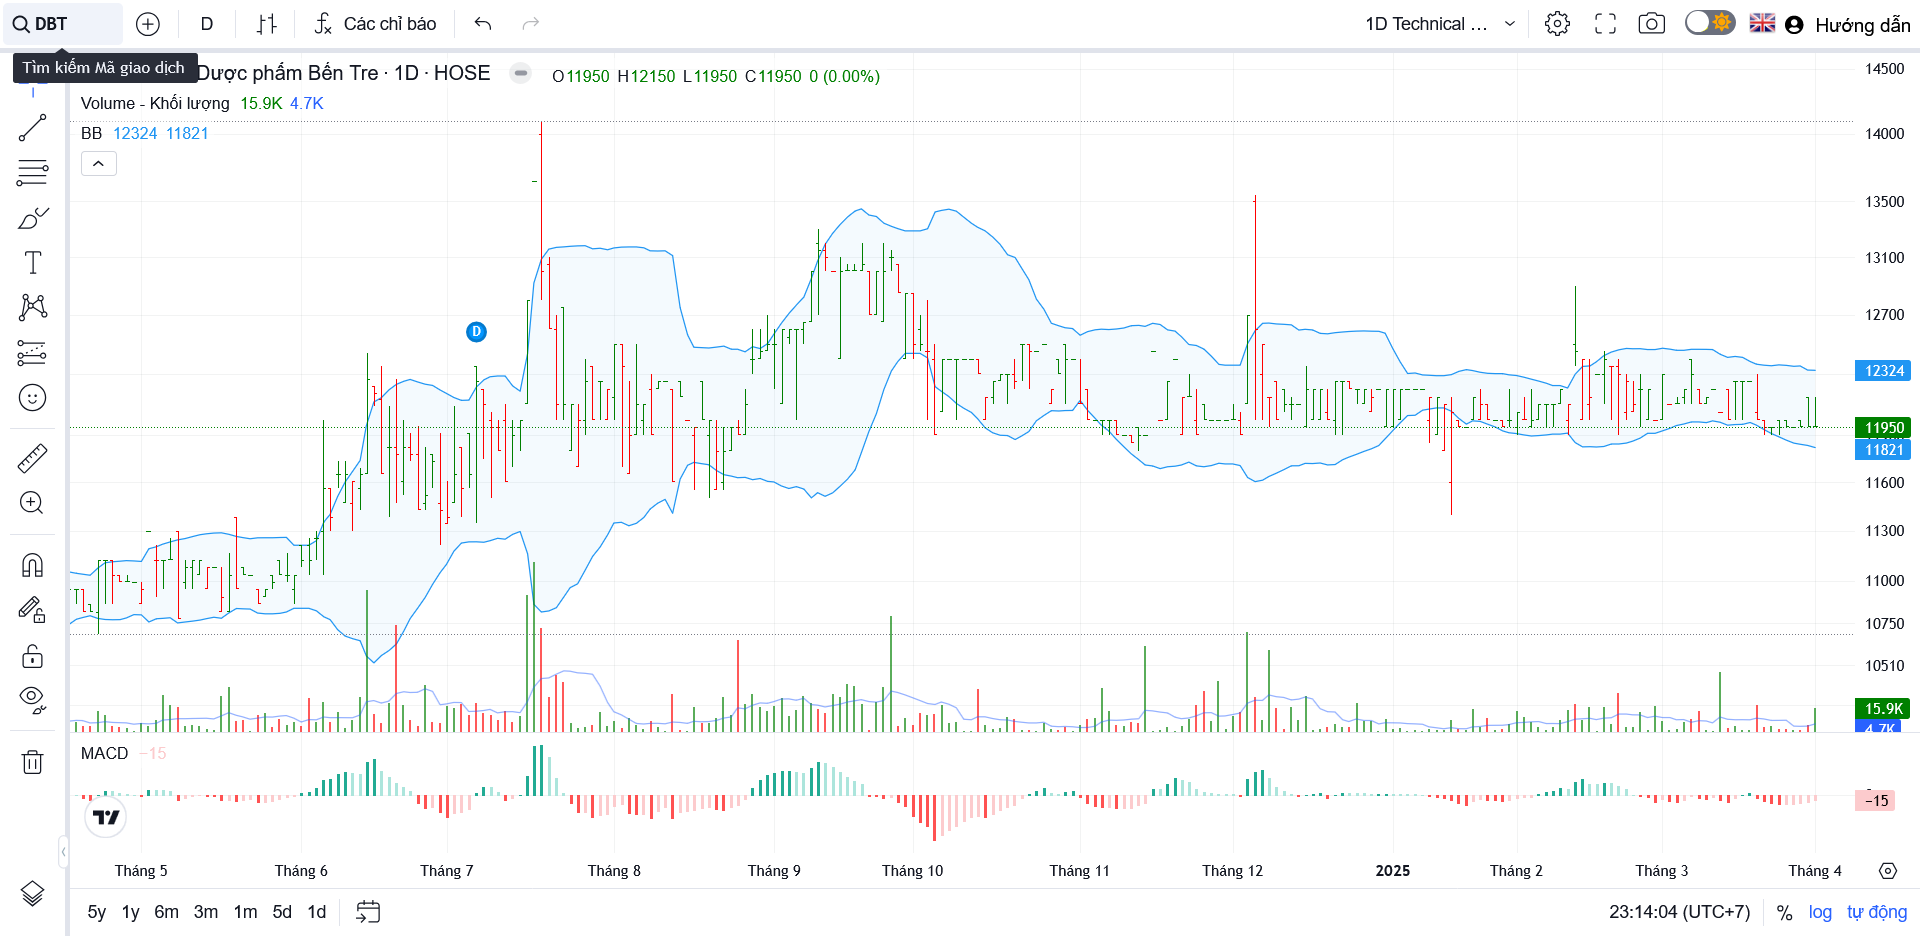 DBT
D
Các chỉ báo
1D Technical ...
Hướng dẫn
Tìm kiếm Mã giao dịch
Dược phẩm Bến Tre · 1D · HOSE
O11950 H12150 L11950 C11950 0 (0.00%)
Volume - Khối lượng 15.9K 4.7K
BB 12324 11821
D
14500
14000
13500
13100
12700
12324
11950
11821
11600
11300
11000
10750
10510
15.9K
4.7K
MACD −15
−15
Tháng 5 Tháng 6 Tháng 7 Tháng 8 Tháng 9 Tháng 10 Tháng 11 Tháng 12 2025 Tháng 2 Tháng 3 Tháng 4
5y 1y 6m 3m 1m 5d 1d
23:14:04 (UTC+7) % log tự động